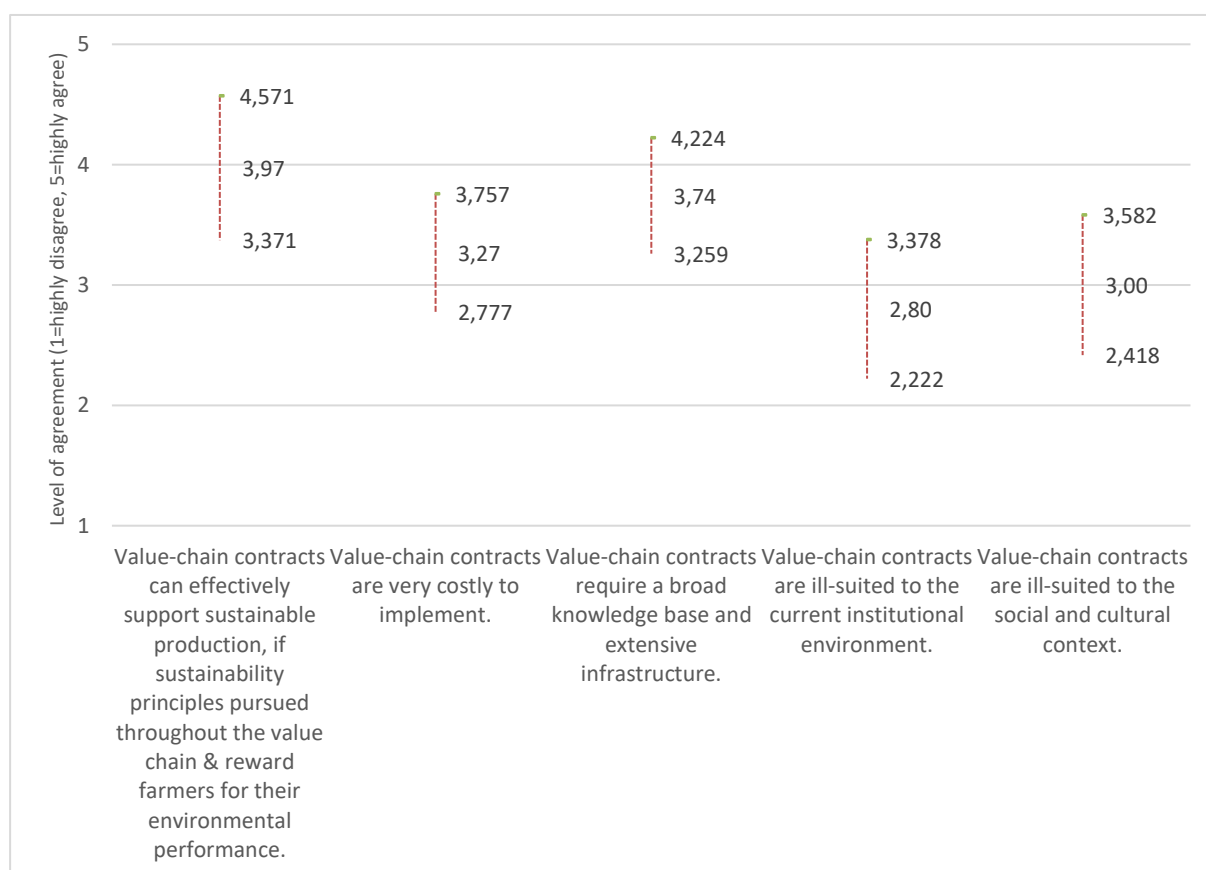 Level of agreement (1=highly disagree, 5=highly agree)
5
4
3
2
1
4,571
3,97
3,371
3,757
3,27
2,777
4,224
3,74
3,259
3,378
2,80
2,222
3,582
3,00
2,418
Value-chain contracts
can effectively
support sustainable
production, if
sustainability
principles pursued
throughout the value
chain & reward
farmers for their
environmental
performance.
Value-chain contracts
are very costly to
implement.
Value-chain contracts
require a broad
knowledge base and
extensive
infrastructure.
Value-chain contracts
are ill-suited to the
current institutional
environment.
Value-chain contracts
are ill-suited to the
social and cultural
context.